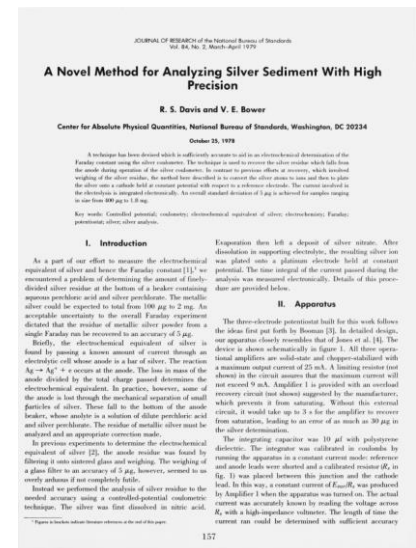 JOURNAL OF RESEARCH of the National Bureau of Standards
Vol. 84, No. 2, March-April 1979
A Novel Method for Analyzing Silver Sediment With High
Precision
R. S. Davis and V. E. Bower
Center for Absolute Physical Quantities, National Bureau of Standards, Washington, DC 20234
October 25, 1978
A technique has been devised which is sufficiently accurate to aid in an electrochemical determination of the
Faraday constant using the silver coulometer. The technique is used to recover the silver residue which falls from
the anode during operation of the silver coulometer. In contrast to previous efforts at recovery, which involved
weighing of the silver residue, the method here described is to convert the silver atoms to ions and then to plate
the silver onto a cathode held at constant potential with respect to a reference electrode. The current involved in
the electrolysis is integrated electronically. An overall standard deviation of 5 μg is achieved for samples ranging
in size from 400 μg to 1.8 mg.
Key words: Controlled potential; coulometry; electrochemical equivalent of silver; electrochemistry; Faraday;
potentiostat; silver; silver analysis.
I. Introduction
As a part of our effort to measure the electrochemical
equivalent of silver and hence the Faraday constant [1],¹ we
encountered a problem of determining the amount of finely-
divided silver residue at the bottom of a beaker containing
aqueous perchloric acid and silver perchlorate. The metallic
silver could be expected to total from 100 μg to 2 mg. An
acceptable uncertainty to the overall Faraday experiment
dictated that the residue of metallic silver powder from a
single Faraday run be recovered to an accuracy of 5 μg.
Briefly, the electrochemical equivalent of silver is
found by passing a known amount of current through an
electrolytic cell whose anode is a bar of silver. The reaction
Ag → Ag⁺ + e occurs at the anode. The loss in mass of the
anode divided by the total charge passed determines the
electrochemical equivalent. In practice, however, some of
the anode is lost through the mechanical separation of small
particles of silver. These fall to the bottom of the anode
beaker, whose anolyte is a solution of dilute perchloric acid
and silver perchlorate. The residue of metallic silver must be
analyzed and an appropriate correction made.
In previous experiments to determine the electrochemical
equivalent of silver [2], the anode residue was found by
filtering it onto sintered glass and weighing. The weighing of
a glass filter to an accuracy of 5 μg, however, seemed to us
overly arduous if not completely futile.
Instead we performed the analysis of silver residue to the
needed accuracy using a controlled-potential coulometric
technique. The silver was first dissolved in nitric acid.
¹ Figures in brackets indicate literature references at the end of this paper.
Evaporation then left a deposit of silver nitrate. After
dissolution in supporting electrolyte, the resulting silver ion
was plated onto a platinum electrode held at constant
potential. The time integral of the current passed during the
analysis was measured electronically. Details of this proce-
dure are provided below.
II. Apparatus
The three-electrode potentiostat built for this work follows
the ideas first put forth by Booman [3]. In detailed design,
our apparatus closely resembles that of Jones et al. [4]. The
device is shown schematically in figure 1. All three opera-
tional amplifiers are solid-state and chopper-stabilized with
a maximum output current of 25 mA. A limiting resistor (not
shown) in the circuit assures that the maximum current will
not exceed 9 mA. Amplifier 1 is provided with an overload
recovery circuit (not shown) suggested by the manufacturer,
which prevents it from saturating. Without this external
circuit, it would take up to 3 s for the amplifier to recover
from saturation, leading to an error of as much as 30 μg in
the silver determination.
The integrating capacitor was 10 μf with polystyrene
dielectric. The integrator was calibrated in coulombs by
running the apparatus in a constant current mode: reference
and anode leads were shorted and a calibrated resistor (Rₛ in
fig. 1) was placed between this junction and the cathode
lead. In this way, a constant current of
by Amplifier 1 when the apparatus was turned on. The actual
current was accurately known by reading the voltage across
Rₛ with a high-impedance voltmeter. The length of time the
current ran could be determined with sufficient accuracy
157